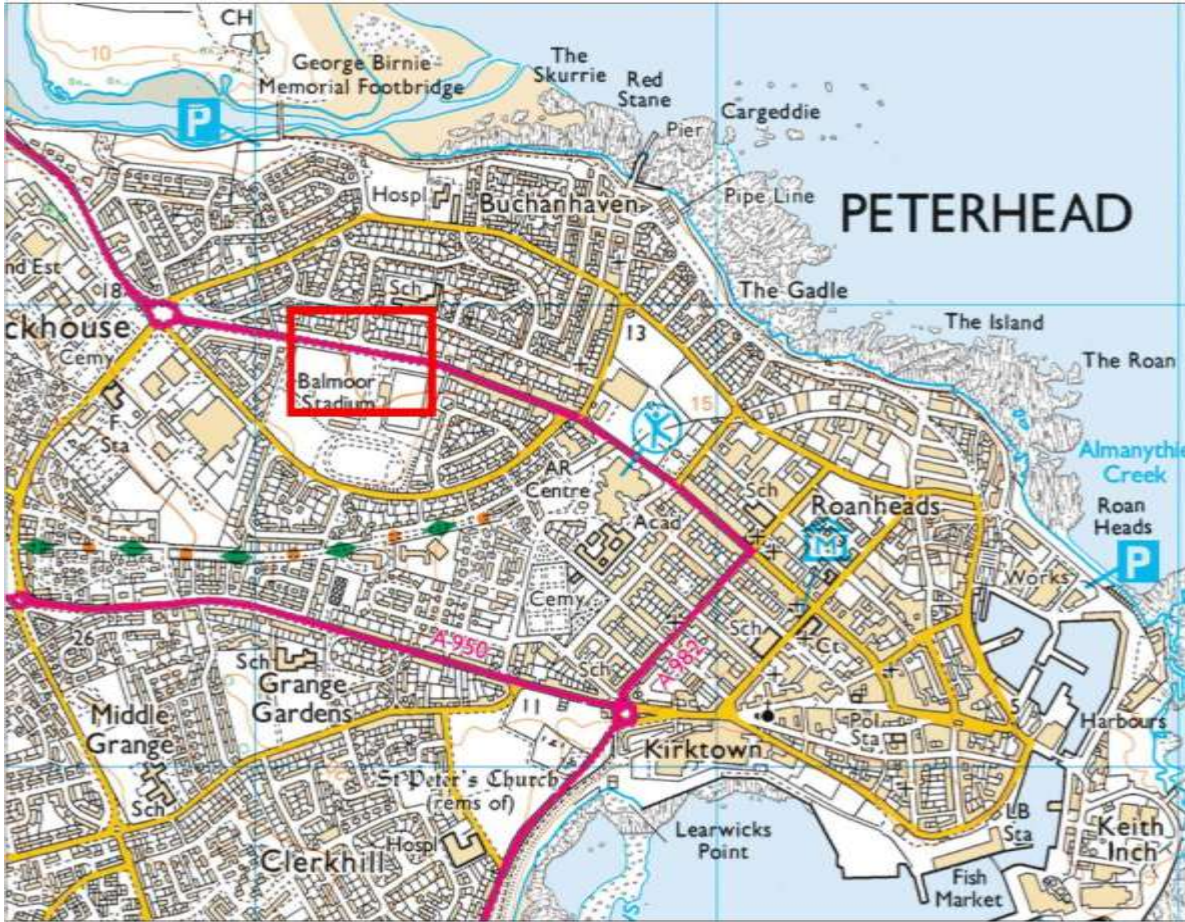 CH
10
5
George Birnie
Memorial Footbridge
The
Skurrie
Red
Stane
Cargeddie
Pier
P
Hospl
Buchanhaven
Pipe Line
PETERHEAD
nd Est
18
Sch
The Gadle
ckhouse
Cemy
13
The Island
The Roan
Balmoor
Stadium
15
F
Sta
AR
Centre
Sch
Almanythie
Creek
Roanheads
Roan
Heads
Acad
M
P
Works
Cemy
26
A 950
Sch
Ct
Sch
Grange
Gardens
Sch
A 982
11
5
Middle
Grange
Pol
Sta
Harbours
Kirktown
St Peter's Church
(rems of)
Sch
LB
Sta
Learwicks
Point
Keith
Inch
Clerkhill
Hospl
Fish
Market